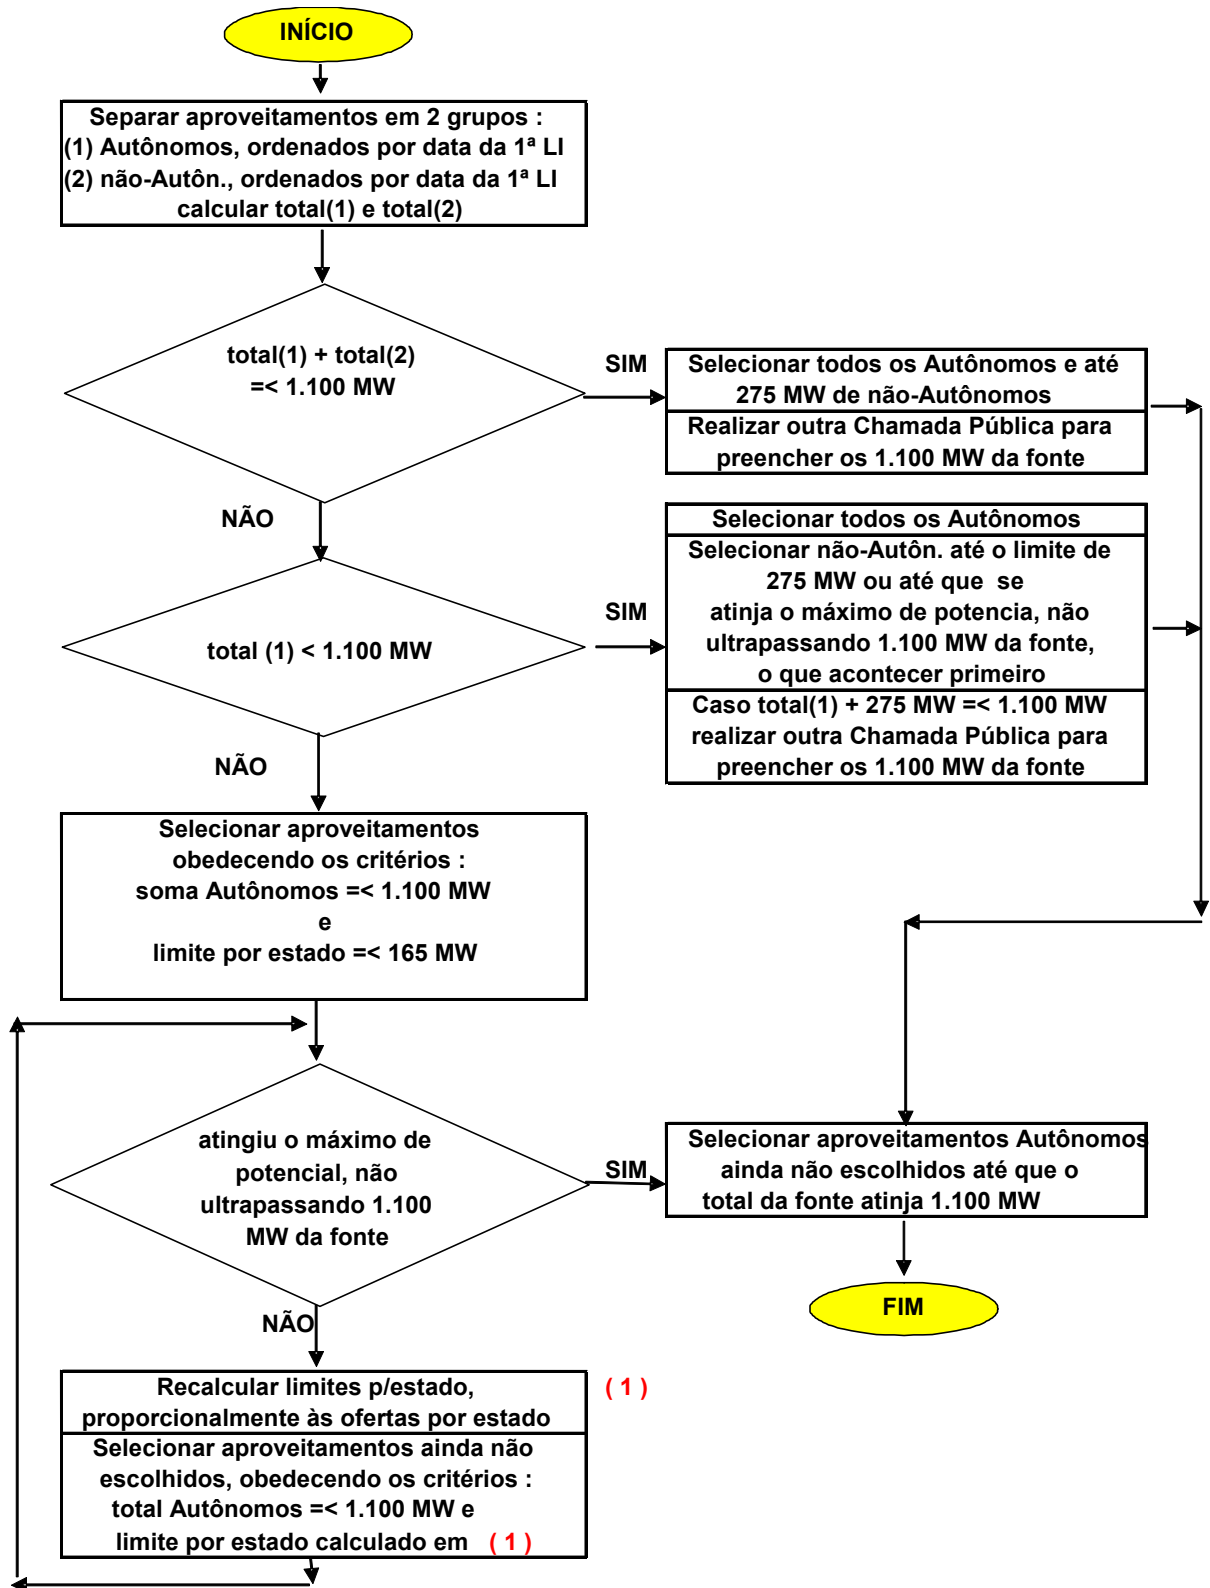 INÍCIO
Separar aproveitamentos em 2 grupos :
(1) Autônomos, ordenados por data da 1ª LI
(2) não-Autôn., ordenados por data da 1ª LI
calcular total(1) e total(2)
total(1) + total(2)
=< 1.100 MW
SIM
Selecionar todos os Autônomos e até
275 MW de não-Autônomos
Realizar outra Chamada Pública para
preencher os 1.100 MW da fonte
NÃO
total (1) < 1.100 MW
SIM
Selecionar todos os Autônomos
Selecionar não-Autôn. até o limite de
275 MW ou até que se
atinja o máximo de potencia, não
ultrapassando 1.100 MW da fonte,
o que acontecer primeiro
Caso total(1) + 275 MW =< 1.100 MW
realizar outra Chamada Pública para
preencher os 1.100 MW da fonte
NÃO
Selecionar aproveitamentos
obedecendo os critérios :
soma Autônomos =< 1.100 MW
e
limite por estado =< 165 MW
atingiu o máximo de
potencial, não
ultrapassando 1.100
MW da fonte
SIM
Selecionar aproveitamentos Autônomos
ainda não escolhidos até que o
total da fonte atinja 1.100 MW
FIM
NÃO
Recalcular limites p/estado,
proporcionalmente às ofertas por estado
( 1 )
Selecionar aproveitamentos ainda não
escolhidos, obedecendo os critérios :
total Autônomos =< 1.100 MW e
limite por estado calculado em ( 1 )